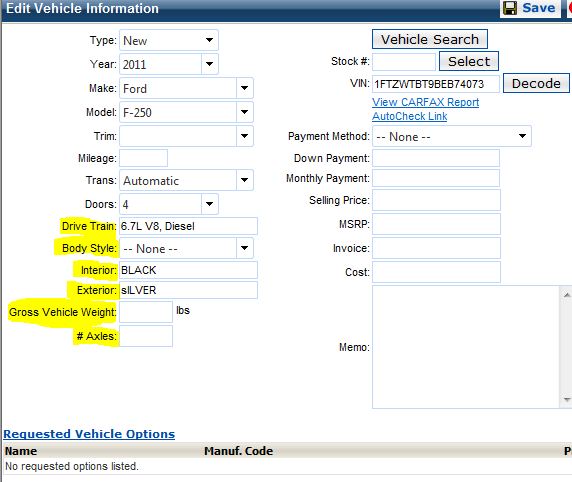 Edit Vehicle Information
Save
Type: New
Vehicle Search
Year: 2011
Stock #:
Select
Make: Ford
VIN: 1FTZWTBT9BEB74073 Decode
Model: F-250
View CARFAX Report
AutoCheck Link
Trim:
Payment Method: -- None --
Mileage:
Down Payment:
Trans: Automatic
Monthly Payment:
Doors: 4
Selling Price:
Drive Train: 6.7L V8, Diesel
MSRP:
Body Style: -- None --
Invoice:
Interior: BLACK
Cost:
Exterior: sILVER
Gross Vehicle Weight: lbs
# Axles:
Memo:
Requested Vehicle Options
Name Manuf. Code P
No requested options listed.